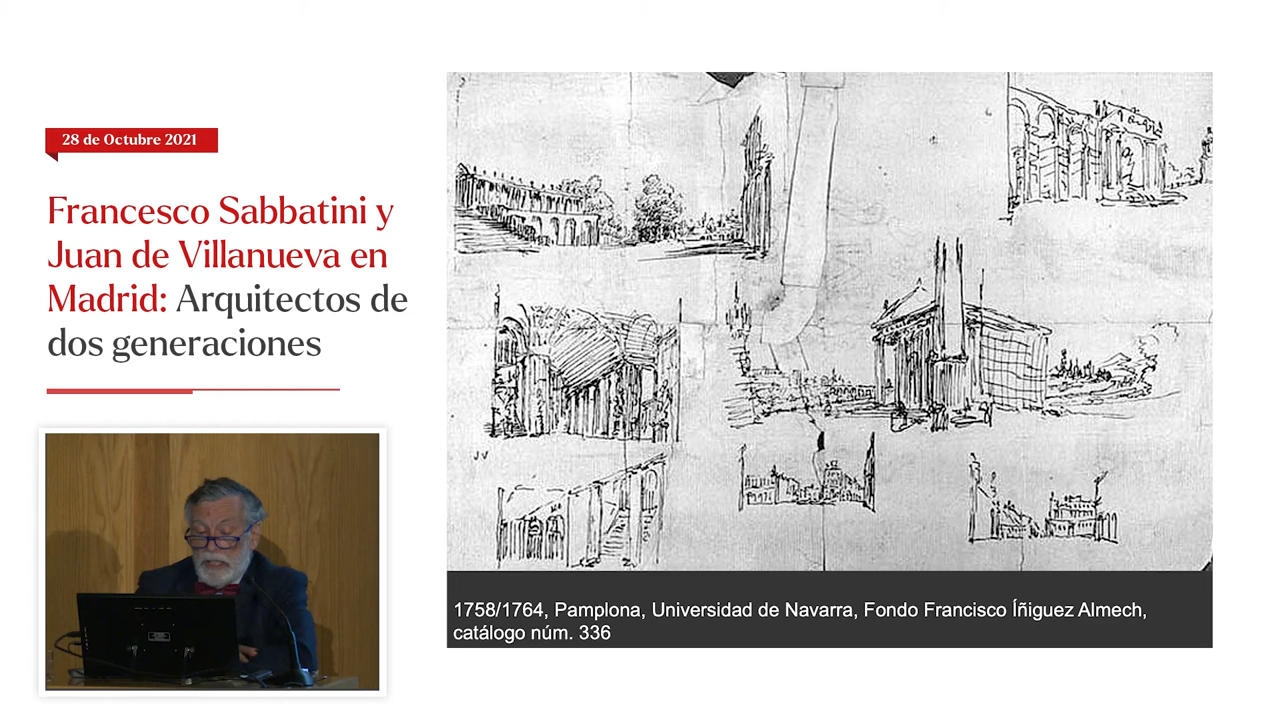 28 de Octubre 2021
Francesco Sabbatini y
Juan de Villanueva en
Madrid: Arquitectos de
dos generaciones
1758/1764, Pamplona, Universidad de Navarra, Fondo Francisco Íñiguez Almech,
catálogo núm. 336